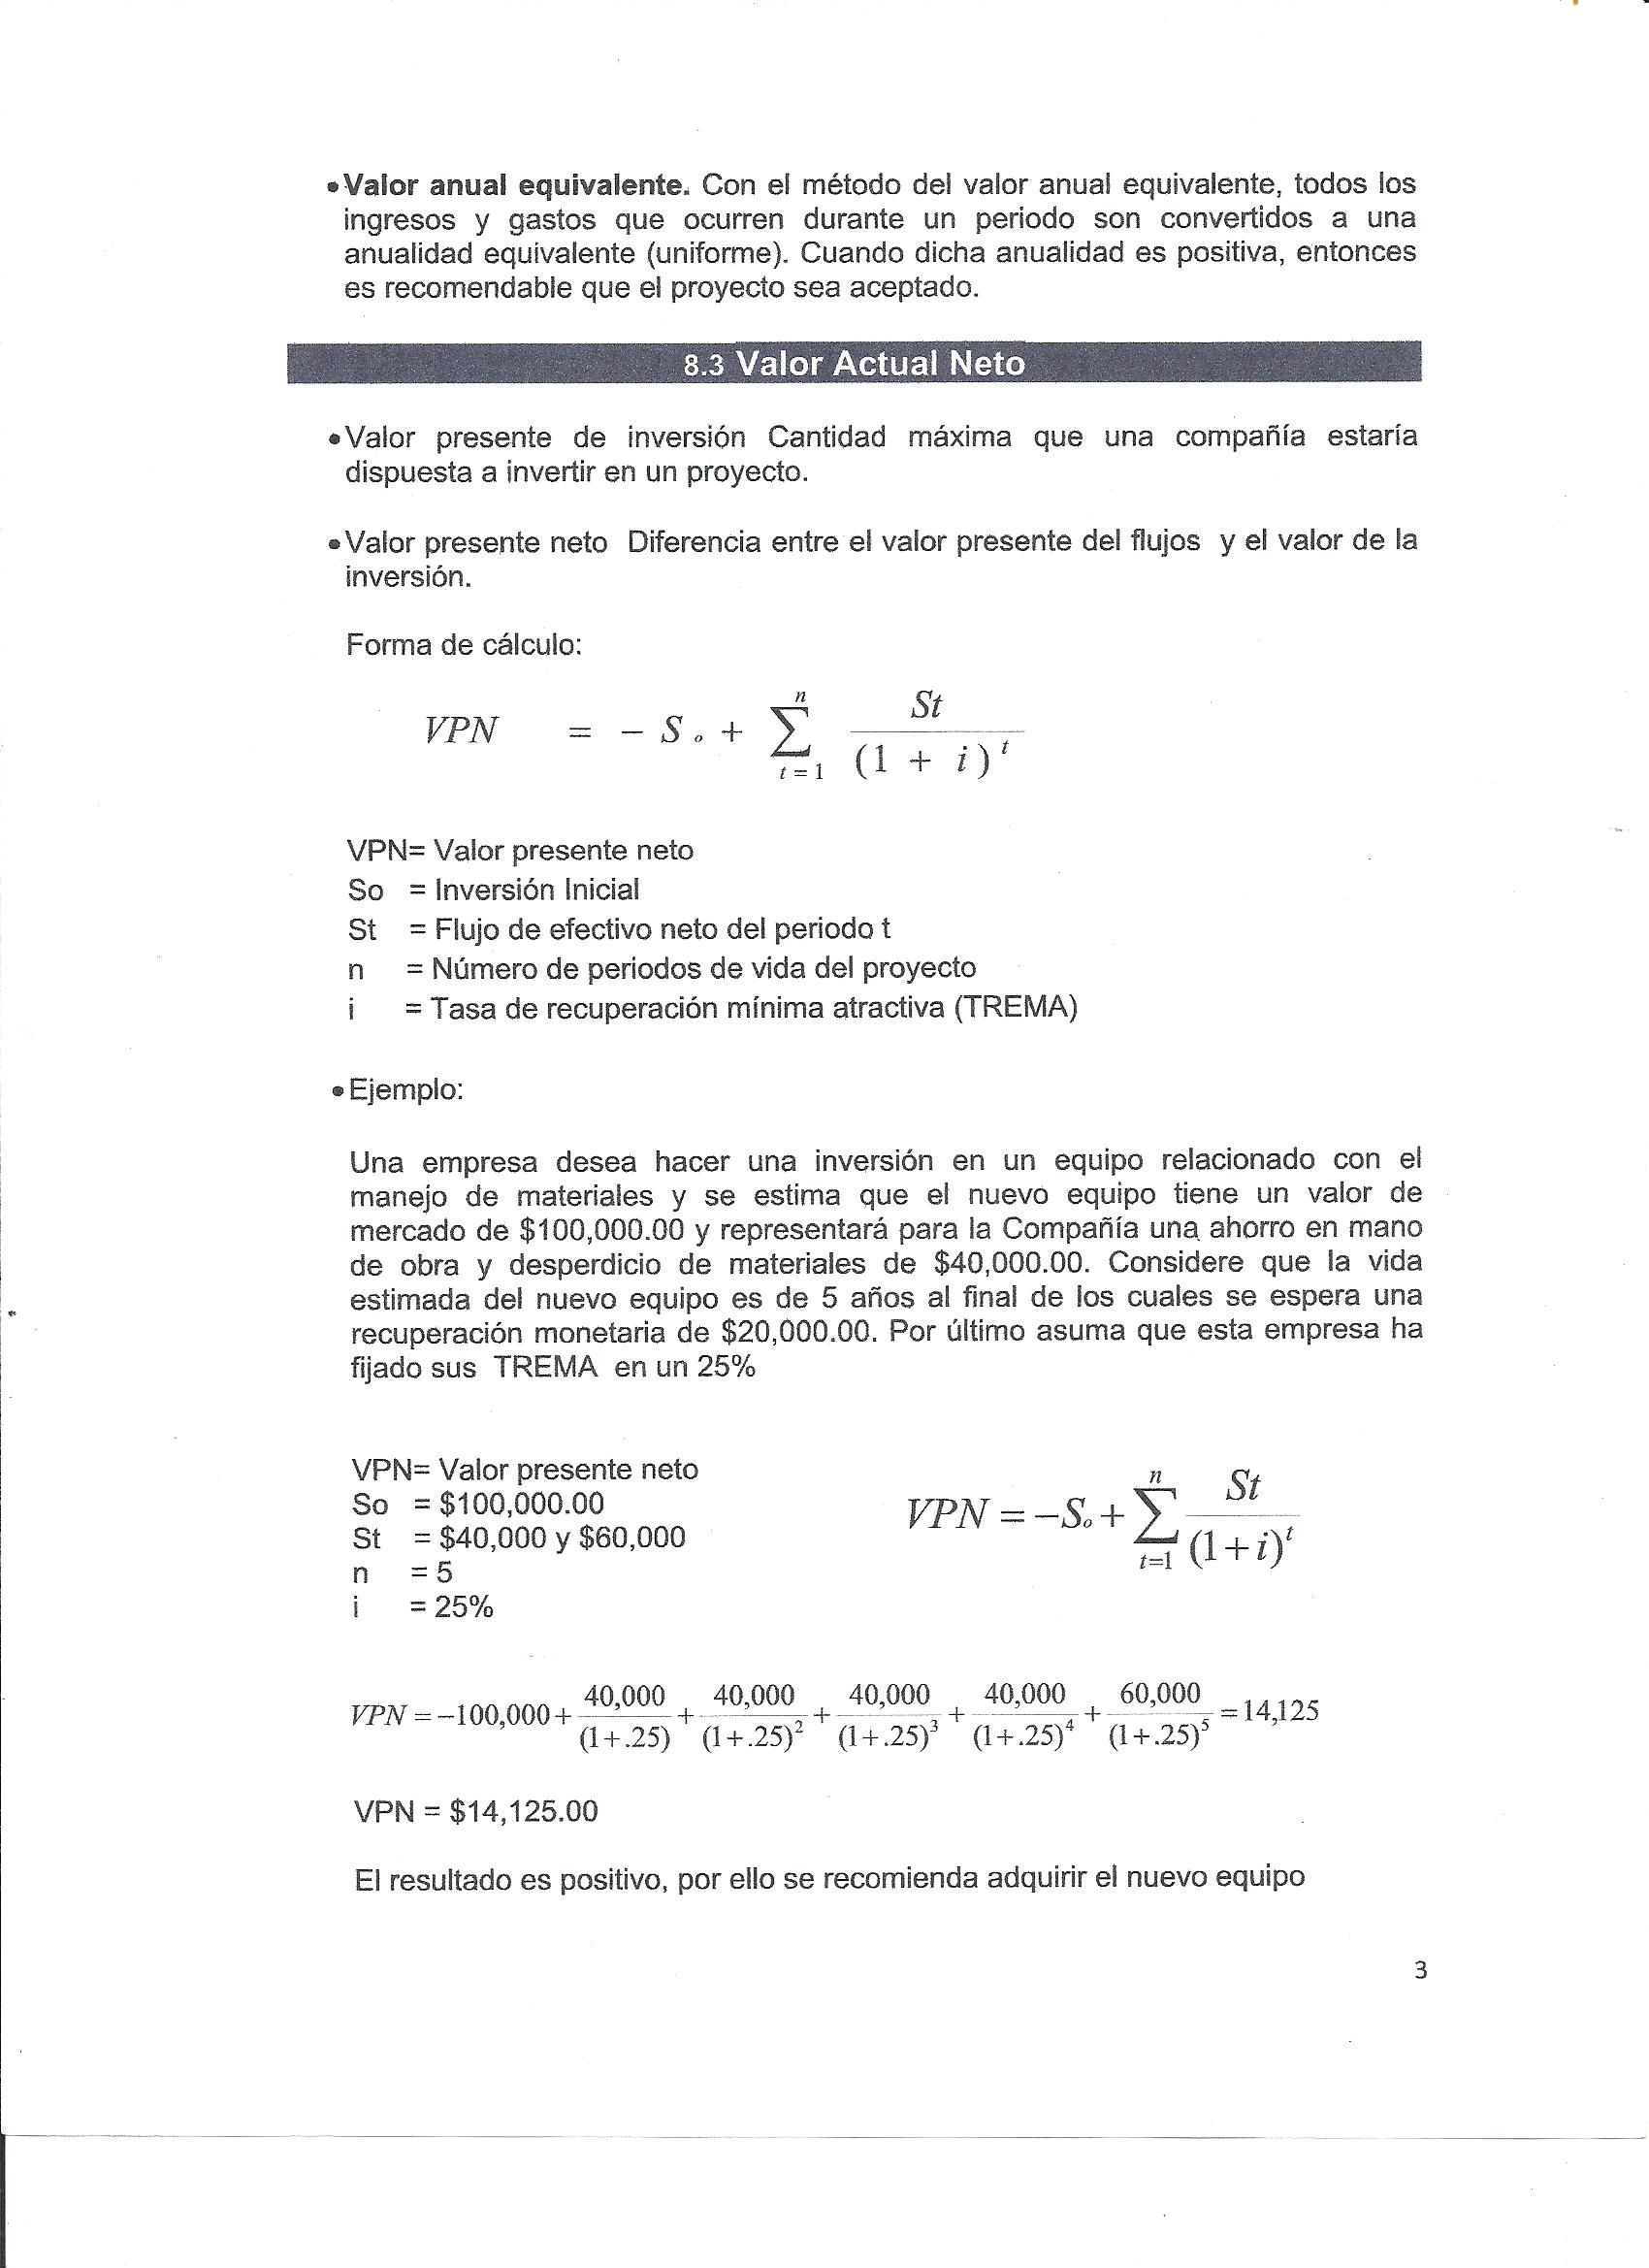 •Valor anual equivalente. Con el método del valor anual equivalente, todos los
ingresos y gastos que ocurren durante un periodo son convertidos a una
anualidad equivalente (uniforme). Cuando dicha anualidad es positiva, entonces
es recomendable que el proyecto sea aceptado.
8.3 Valor Actual Neto
•Valor presente de inversión Cantidad máxima que una compañía estaría
dispuesta a invertir en un proyecto.
•Valor presente neto Diferencia entre el valor presente del flujos y el valor de la
inversión.
Forma de cálculo:
VPN = − S₀ + ∑ₜ₌₁ⁿ St / (1 + i)ᵗ
VPN= Valor presente neto
So = Inversión Inicial
St = Flujo de efectivo neto del periodo t
n = Número de periodos de vida del proyecto
i = Tasa de recuperación mínima atractiva (TREMA)
•Ejemplo:
Una empresa desea hacer una inversión en un equipo relacionado con el
manejo de materiales y se estima que el nuevo equipo tiene un valor de
mercado de $100,000.00 y representará para la Compañía una ahorro en mano
de obra y desperdicio de materiales de $40,000.00. Considere que la vida
estimada del nuevo equipo es de 5 años al final de los cuales se espera una
recuperación monetaria de $20,000.00. Por último asuma que esta empresa ha
fijado sus TREMA en un 25%
VPN= Valor presente neto
So = $100,000.00
St = $40,000 y $60,000
n = 5
i = 25%
VPN = −S₀ + ∑ₜ₌₁ⁿ St / (1+i)ᵗ
VPN = −100,000 + 40,000/(1+.25) + 40,000/(1+.25)² + 40,000/(1+.25)³ + 40,000/(1+.25)⁴ + 60,000/(1+.25)⁵ = 14,125
VPN = $14,125.00
El resultado es positivo, por ello se recomienda adquirir el nuevo equipo
3